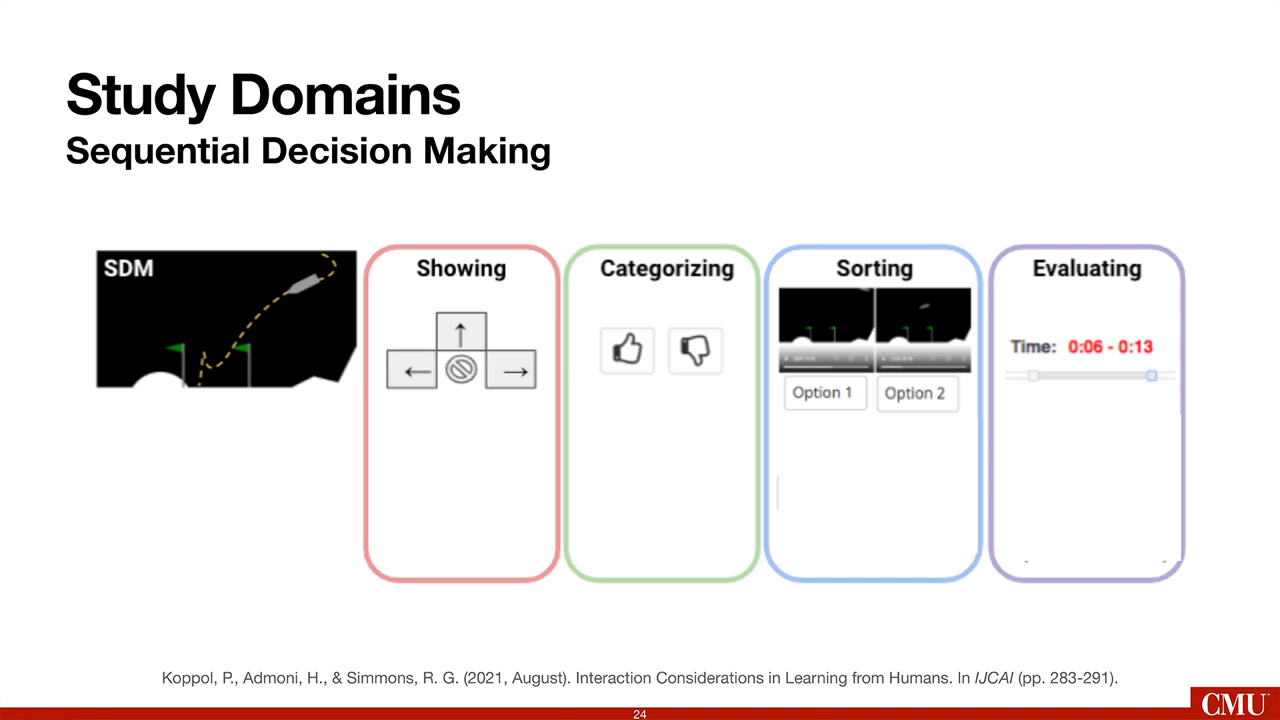 Study Domains
Sequential Decision Making
SDM
Showing
Categorizing
Sorting
Evaluating
↑
← →
Option 1
Option 2
Time: 0:06 - 0:13
Koppol, P., Admoni, H., & Simmons, R. G. (2021, August). Interaction Considerations in Learning from Humans. In IJCAI (pp. 283-291).
24
CMU